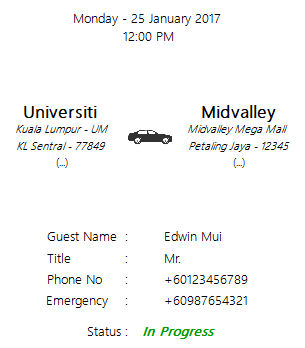 Monday - 25 January 2017
12:00 PM
Universiti
Kuala Lumpur - UM
KL Sentral - 77849
(...)
Midvalley
Midvalley Mega Mall
Petaling Jaya - 12345
(...)
Guest Name : Edwin Mui
Title : Mr.
Phone No : +60123456789
Emergency : +60987654321
Status : In Progress